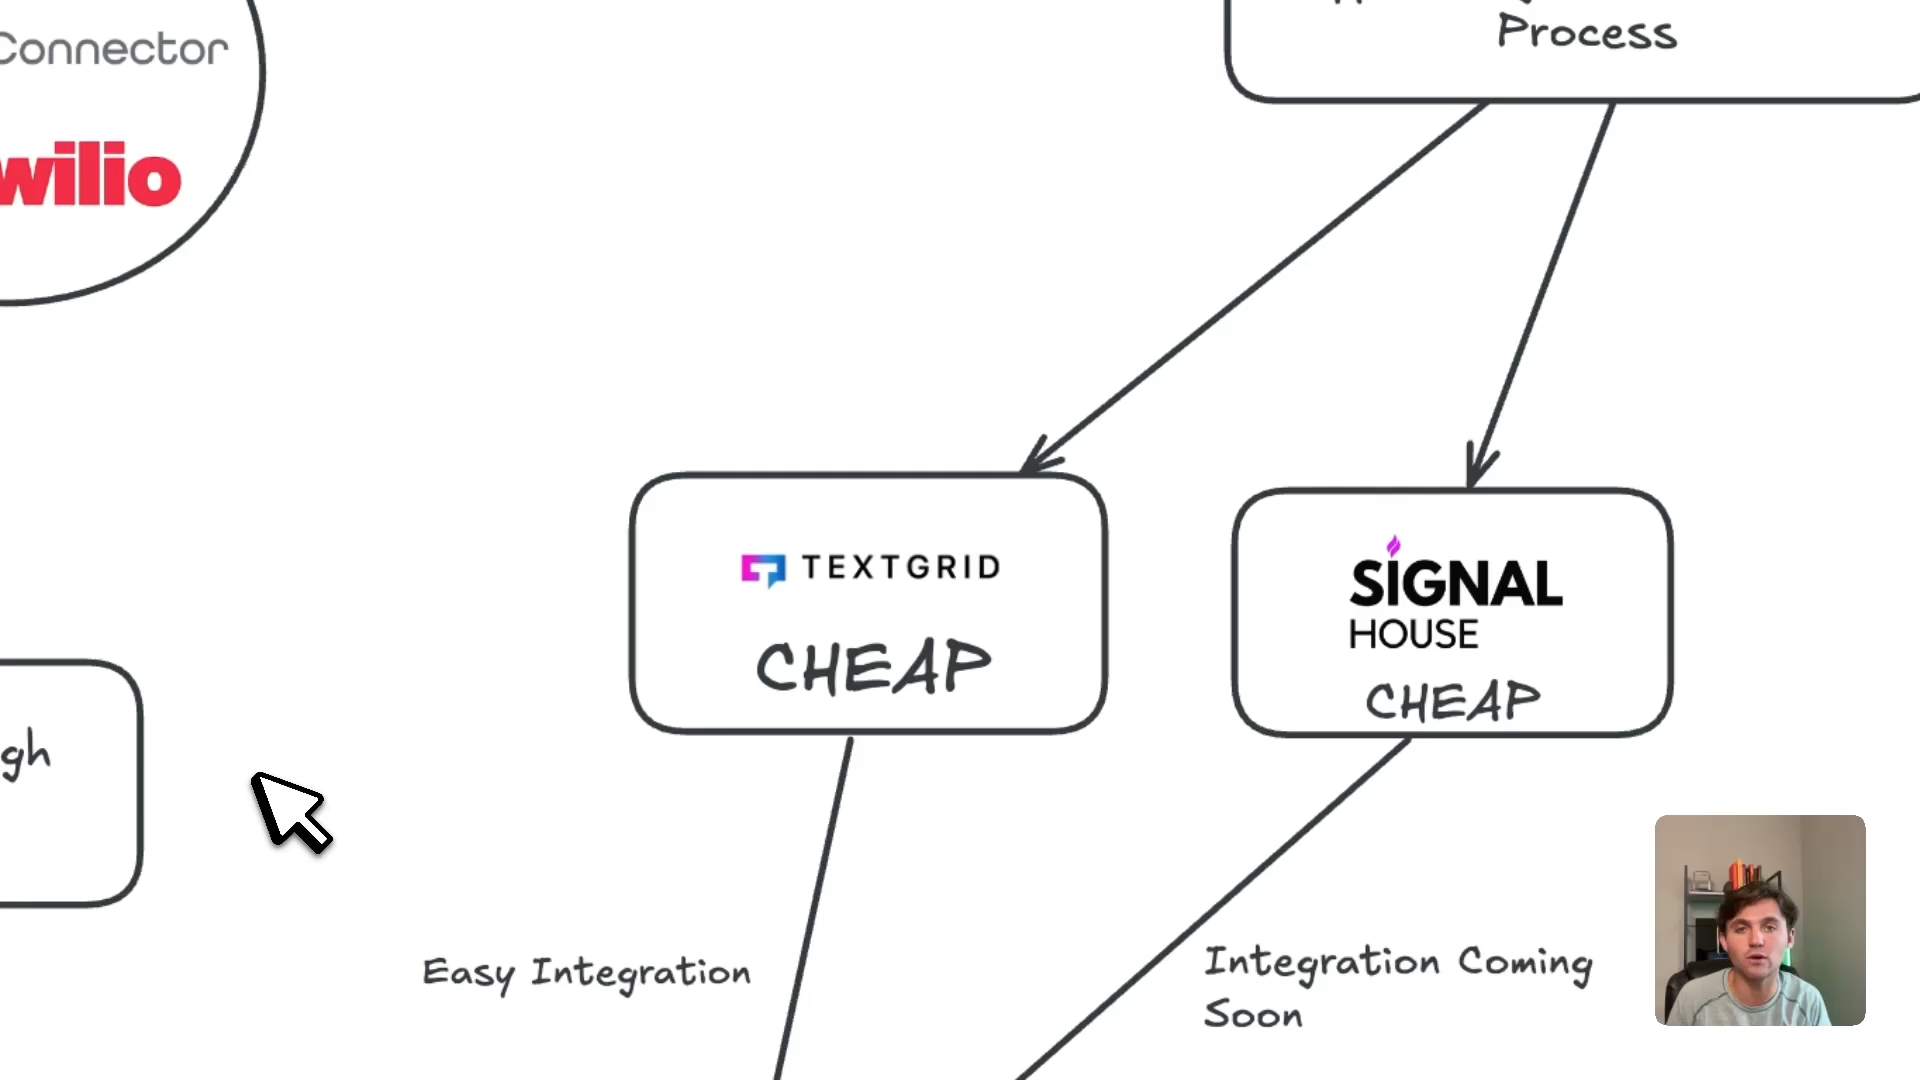 Connector
wilio
Process
TEXTGRID
CHEAP
SIGNAL
HOUSE
CHEAP
gh
Easy Integration
Integration Coming
Soon